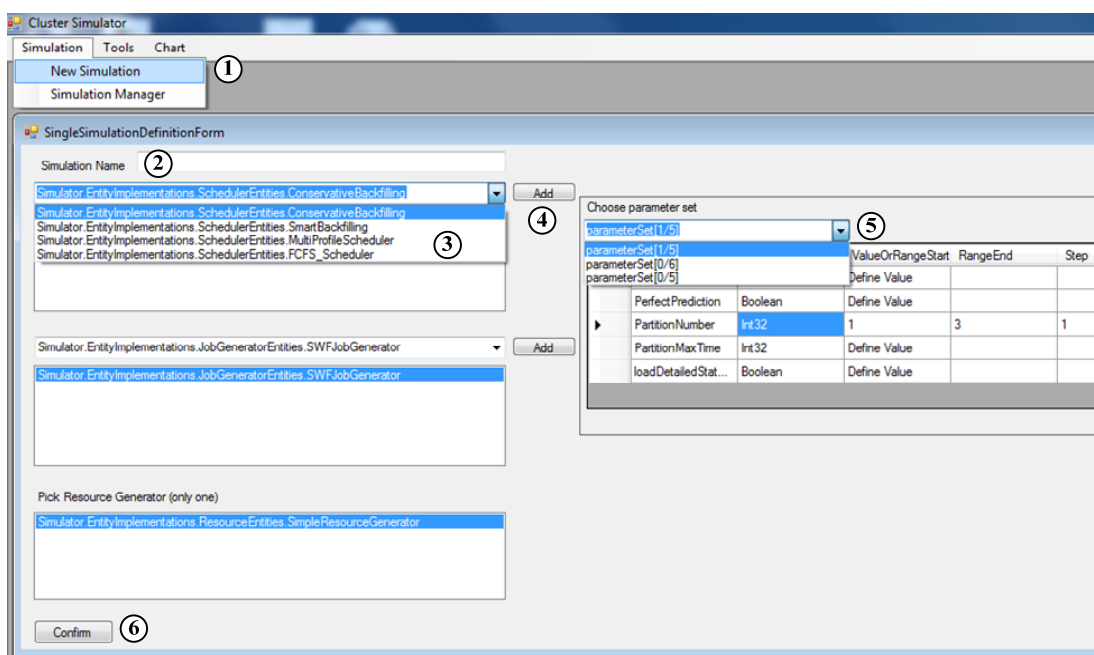 Cluster Simulator
Simulation Tools Chart
New Simulation
1
Simulation Manager
SingleSimulationDefinitionForm
Simulation Name 2
Simulator.EntityImplementations.SchedulerEntities.ConservativeBackfilling Add
Simulator.EntityImplementations.SchedulerEntities.ConservativeBackfilling
Simulator.EntityImplementations.SchedulerEntities.SmartBackfilling
Simulator.EntityImplementations.SchedulerEntities.MultiProfileScheduler
Simulator.EntityImplementations.SchedulerEntities.FCFS_Scheduler
3
4
Choose parameter set
parameterSet[1/5] 5
parameterSet[1/5]
parameterSet[0/6]
parameterSet[0/5]
ValueOrRangeStart RangeEnd Step
Define Value
PerfectPrediction Boolean Define Value
PartitionNumber Int32 1 3 1
PartitionMaxTime Int32 Define Value
loadDetailedStat... Boolean Define Value
Simulator.EntityImplementations.JobGeneratorEntities.SWFJobGenerator Add
Simulator.EntityImplementations.JobGeneratorEntities.SWFJobGenerator
Pick Resource Generator (only one)
Simulator.EntityImplementations.ResourceEntities.SimpleResourceGenerator
Confirm 6